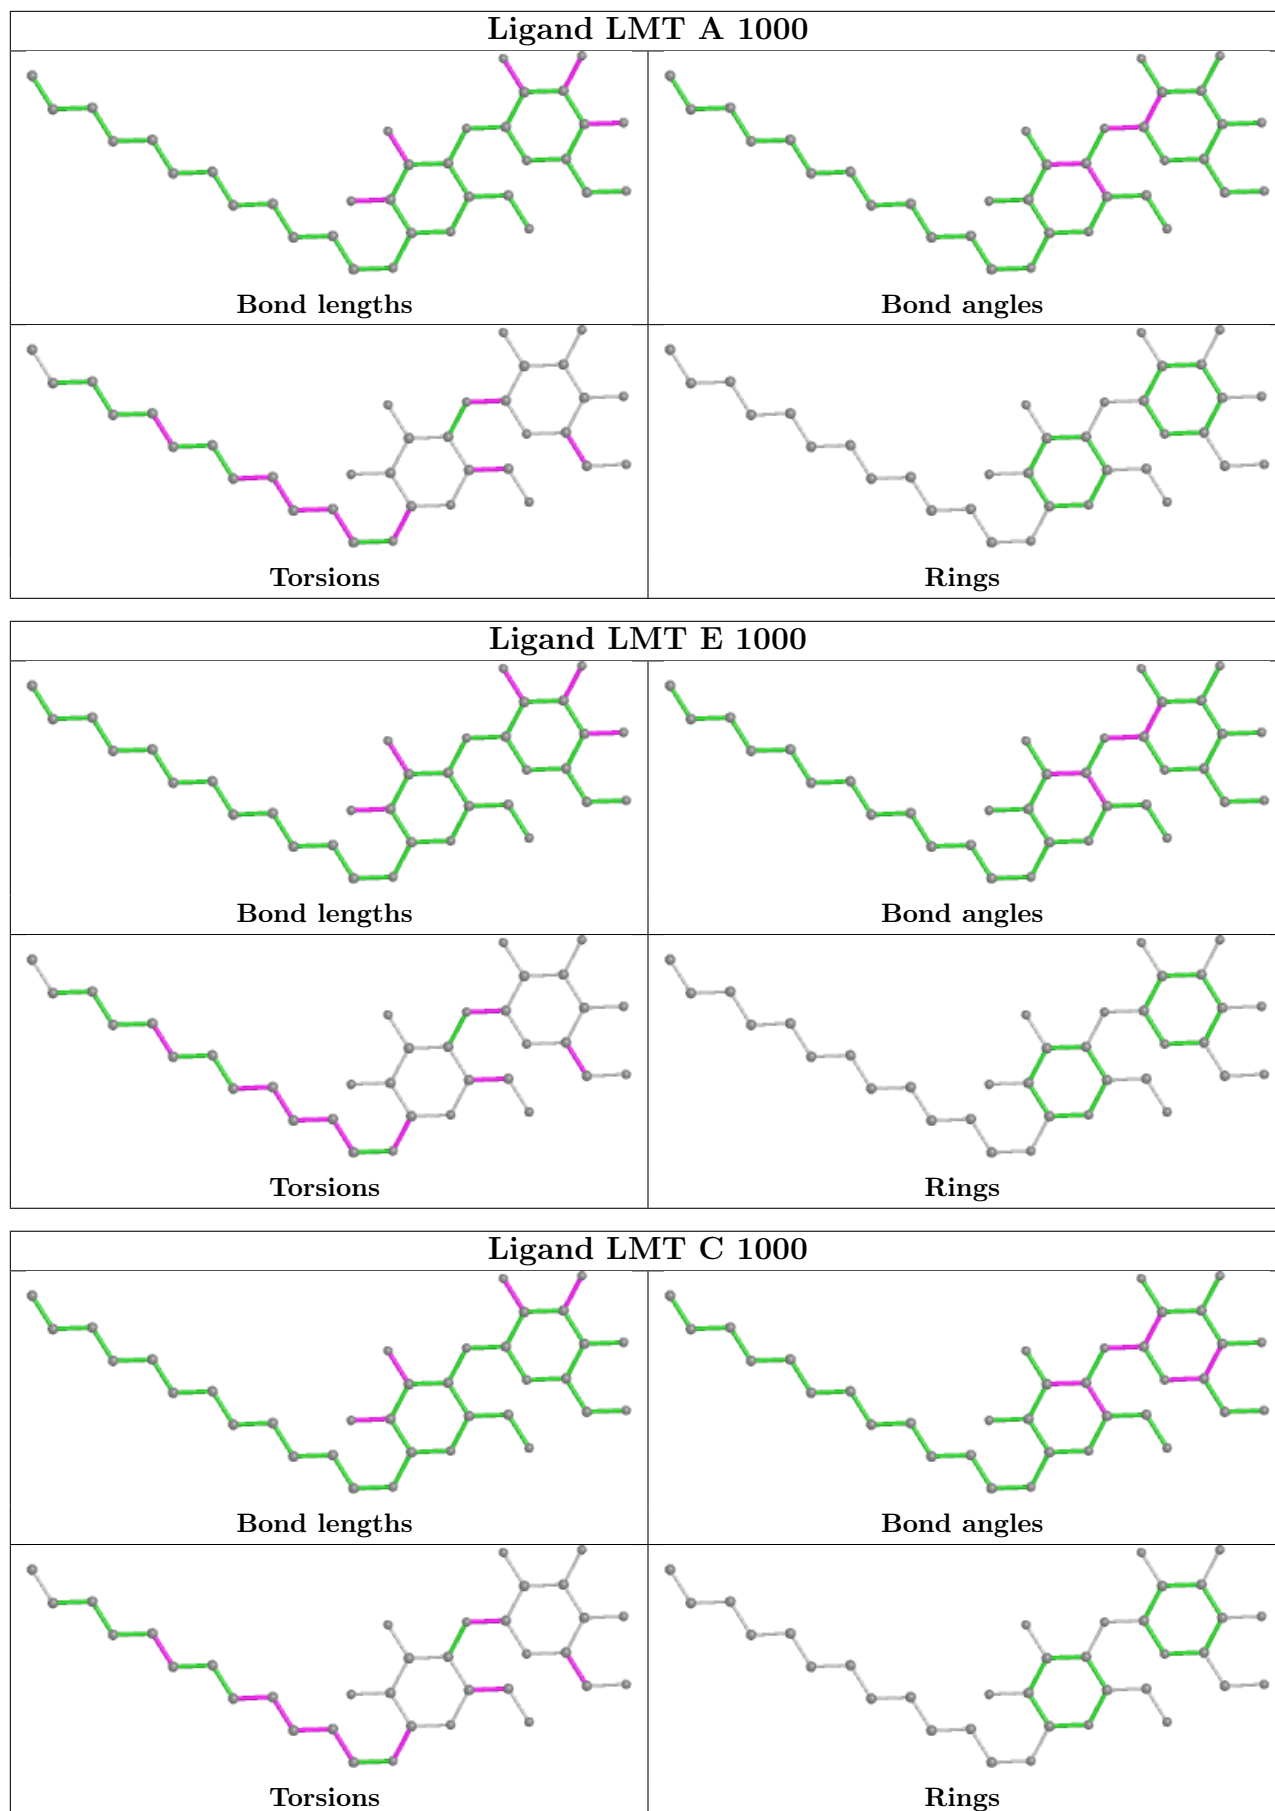 Ligand LMT A 1000
Bond lengths
Bond angles
Torsions
Rings
Ligand LMT E 1000
Bond lengths
Bond angles
Torsions
Rings
Ligand LMT C 1000
Bond lengths
Bond angles
Torsions
Rings